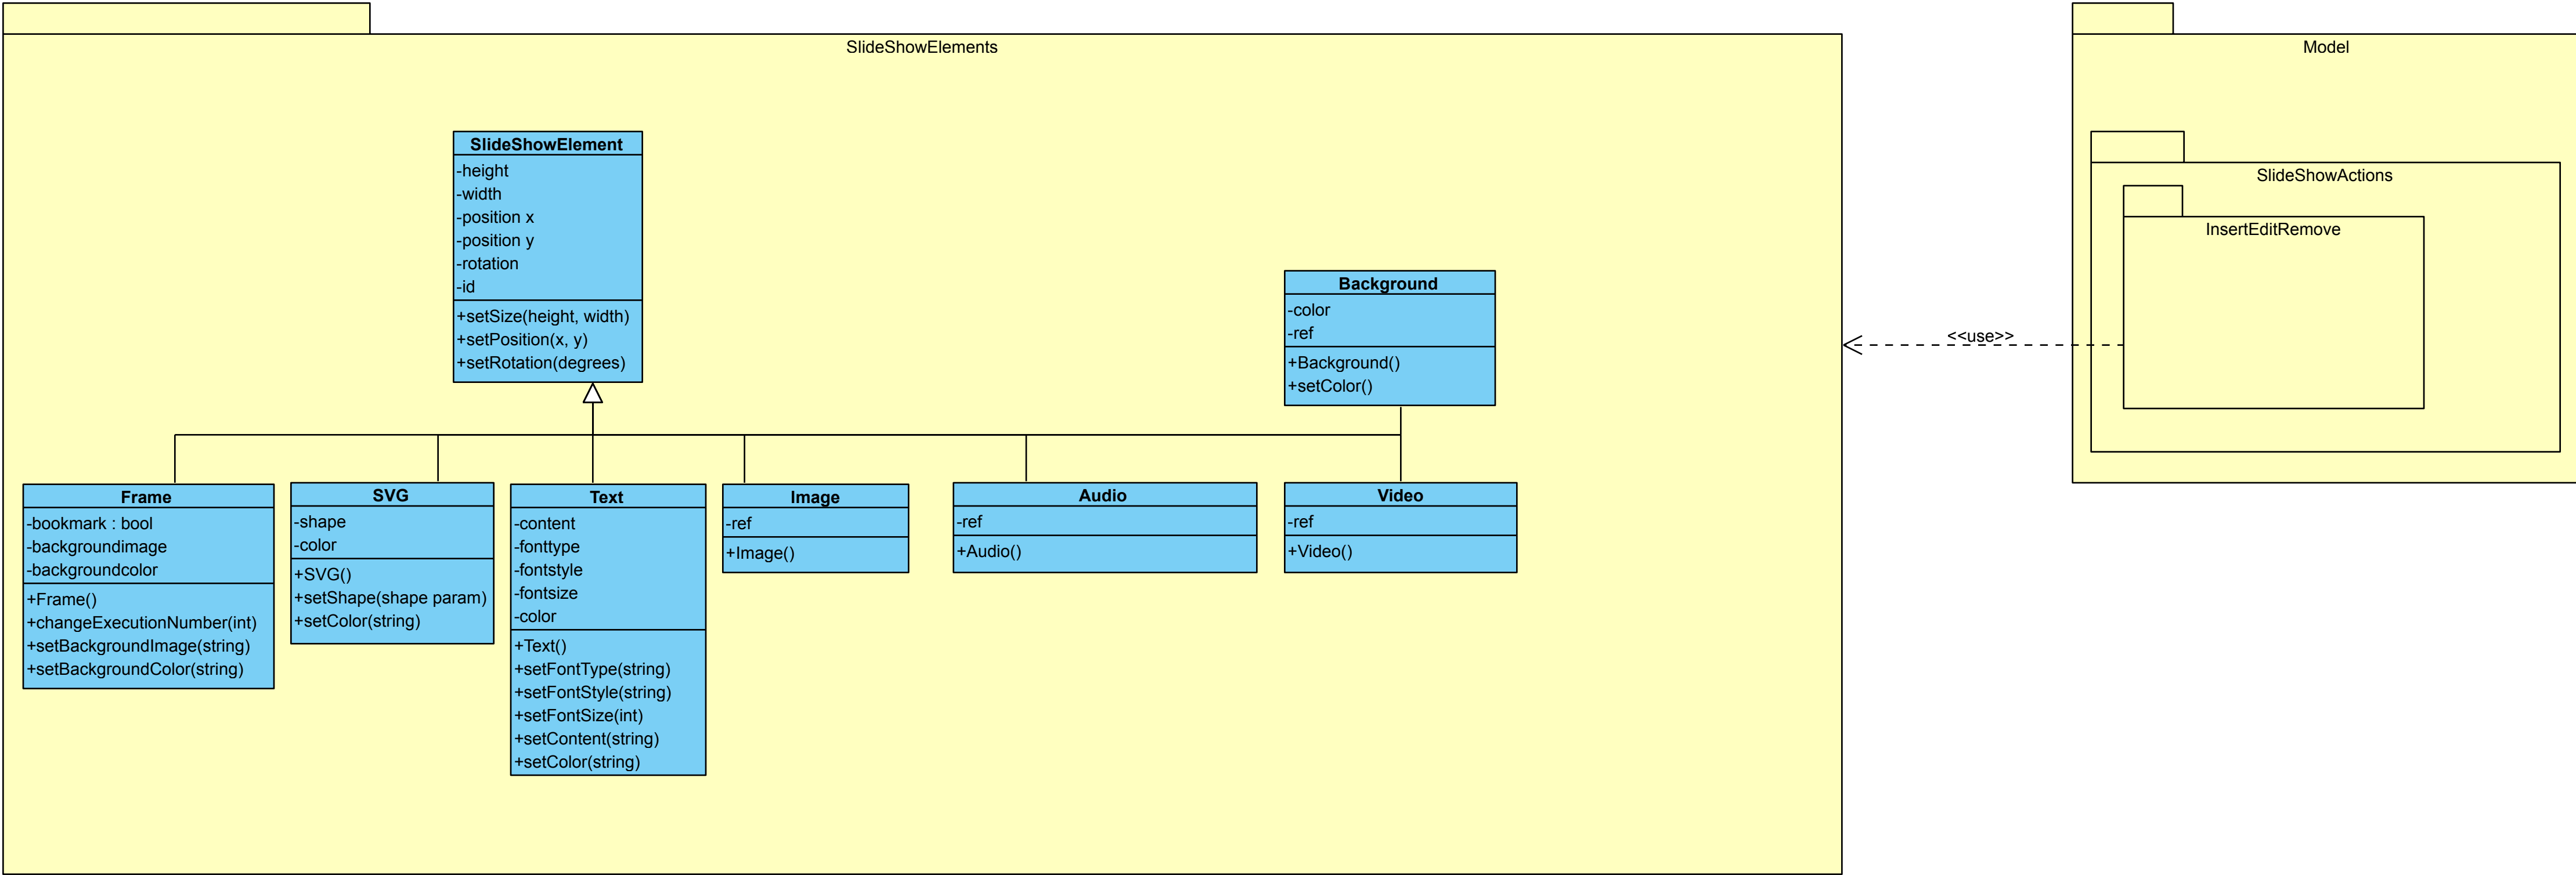 SlideShowElements
SlideShowElement
-height
-width
-position x
-position y
-rotation
-id
+setSize(height, width)
+setPosition(x, y)
+setRotation(degrees)
Background
-color
-ref
+Background()
+setColor()
Frame
-bookmark : bool
-backgroundimage
-backgroundcolor
+Frame()
+changeExecutionNumber(int)
+setBackgroundImage(string)
+setBackgroundColor(string)
SVG
-shape
-color
+SVG()
+setShape(shape param)
+setColor(string)
Text
-content
-fonttype
-fontstyle
-fontsize
-color
+Text()
+setFontType(string)
+setFontStyle(string)
+setFontSize(int)
+setContent(string)
+setColor(string)
Image
-ref
+Image()
Audio
-ref
+Audio()
Video
-ref
+Video()
<<use>>
Model
SlideShowActions
InsertEditRemove